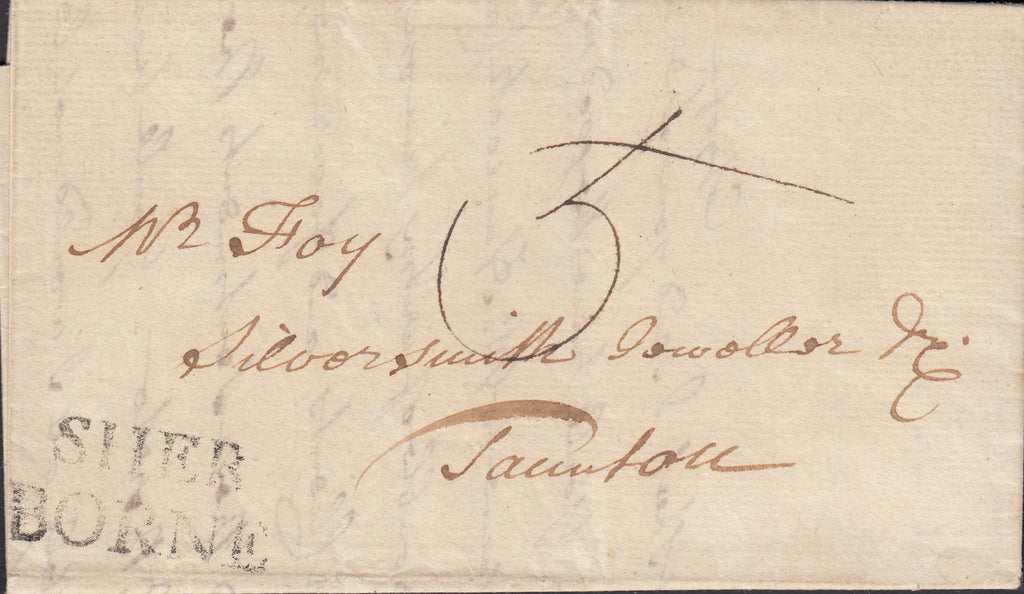 5
Mr Foy
Silversmith Jeweller &c.
Taunton
SHER
BORNE